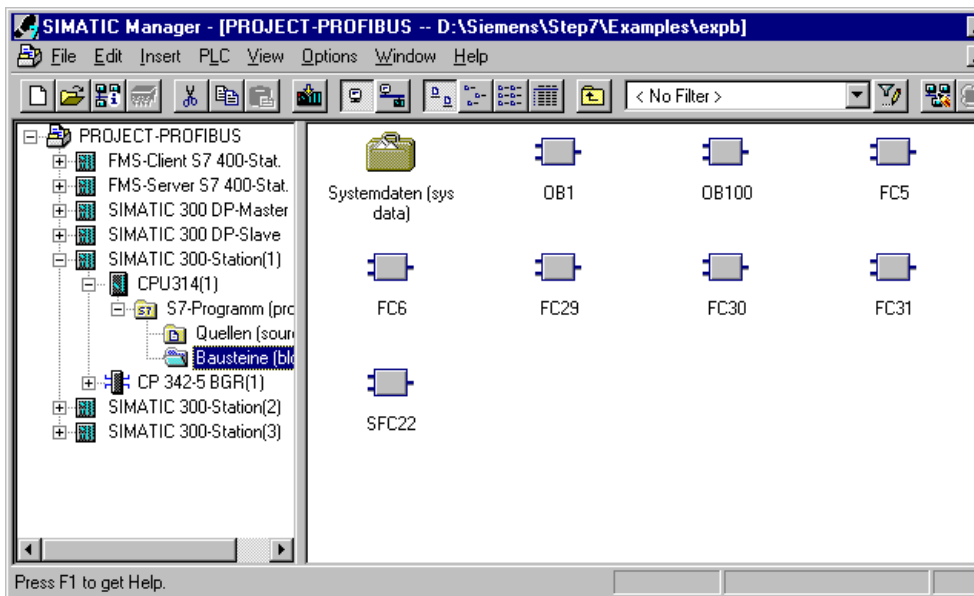 SIMATIC Manager - [PROJECT-PROFIBUS -- D:\Siemens\Step7\Examples\expb]
File Edit Insert PLC View Options Window Help
< No Filter >
PROJECT-PROFIBUS
FMS-Client S7 400-Stat.
FMS-Server S7 400-Stat.
SIMATIC 300 DP-Master
SIMATIC 300 DP-Slave
SIMATIC 300-Station(1)
CPU314(1)
S7 S7-Programm (pro
Quellen (sour
Bausteine (blo
CP 342-5 BGR(1)
SIMATIC 300-Station(2)
SIMATIC 300-Station(3)
Systemdaten (sys
data)
OB1
OB100
FC5
FC6
FC29
FC30
FC31
SFC22
Press F1 to get Help.